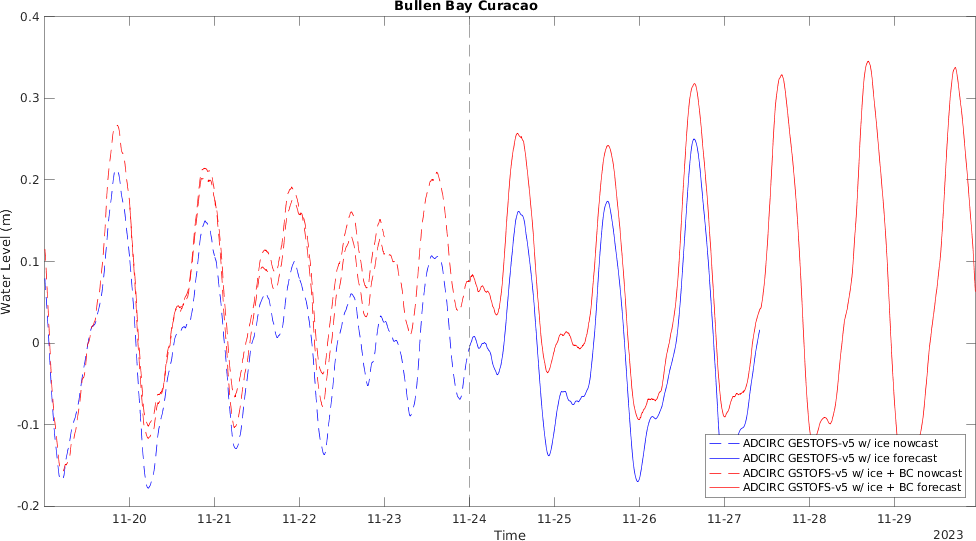 Bullen Bay Curacao
0.4
0.3
0.2
0.1
0
-0.1
-0.2
Water Level (m)
11-20
11-21
11-22
11-23
11-24
11-25
11-26
11-27
11-28
11-29
Time
2023
ADCIRC GESTOFS-v5 w/ ice nowcast
ADCIRC GESTOFS-v5 w/ ice forecast
ADCIRC GSTOFS-v5 w/ ice + BC nowcast
ADCIRC GSTOFS-v5 w/ ice + BC forecast